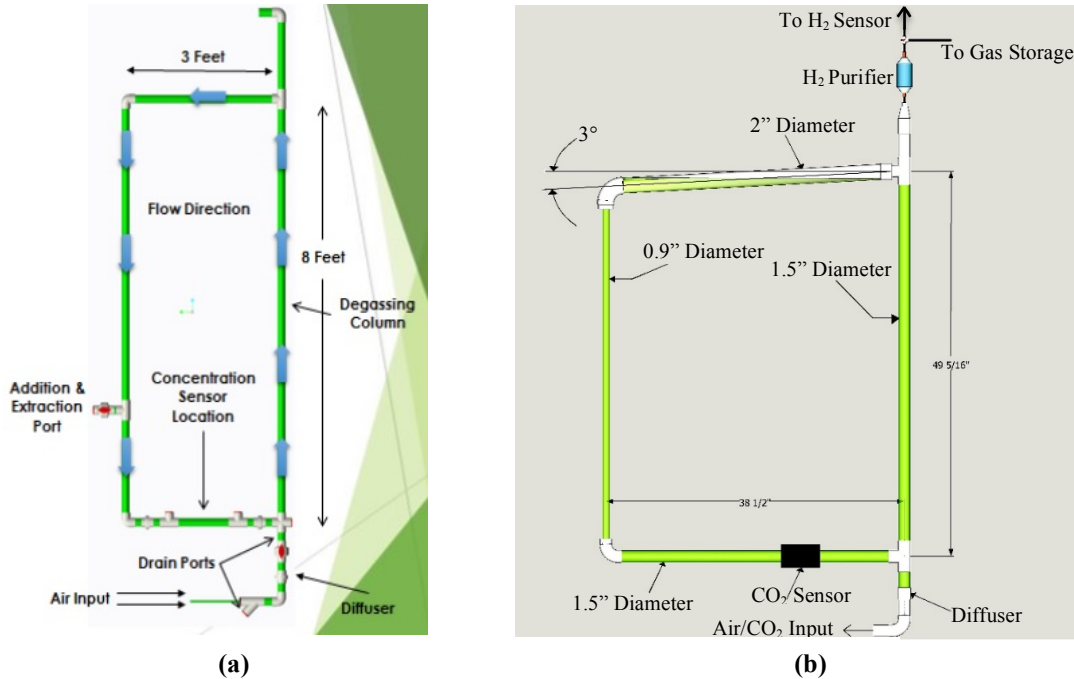 3 Feet
Flow Direction
8 Feet
Degassing
Column
Concentration
Sensor
Location
Addition &
Extraction
Port
Drain Ports
Air Input
Diffuser
(a)
To H₂ Sensor
To Gas Storage
H₂ Purifier
2” Diameter
3°
0.9” Diameter
1.5” Diameter
49 5/16"
38 1/2"
1.5” Diameter
CO₂ Sensor
Diffuser
Air/CO₂ Input
(b)